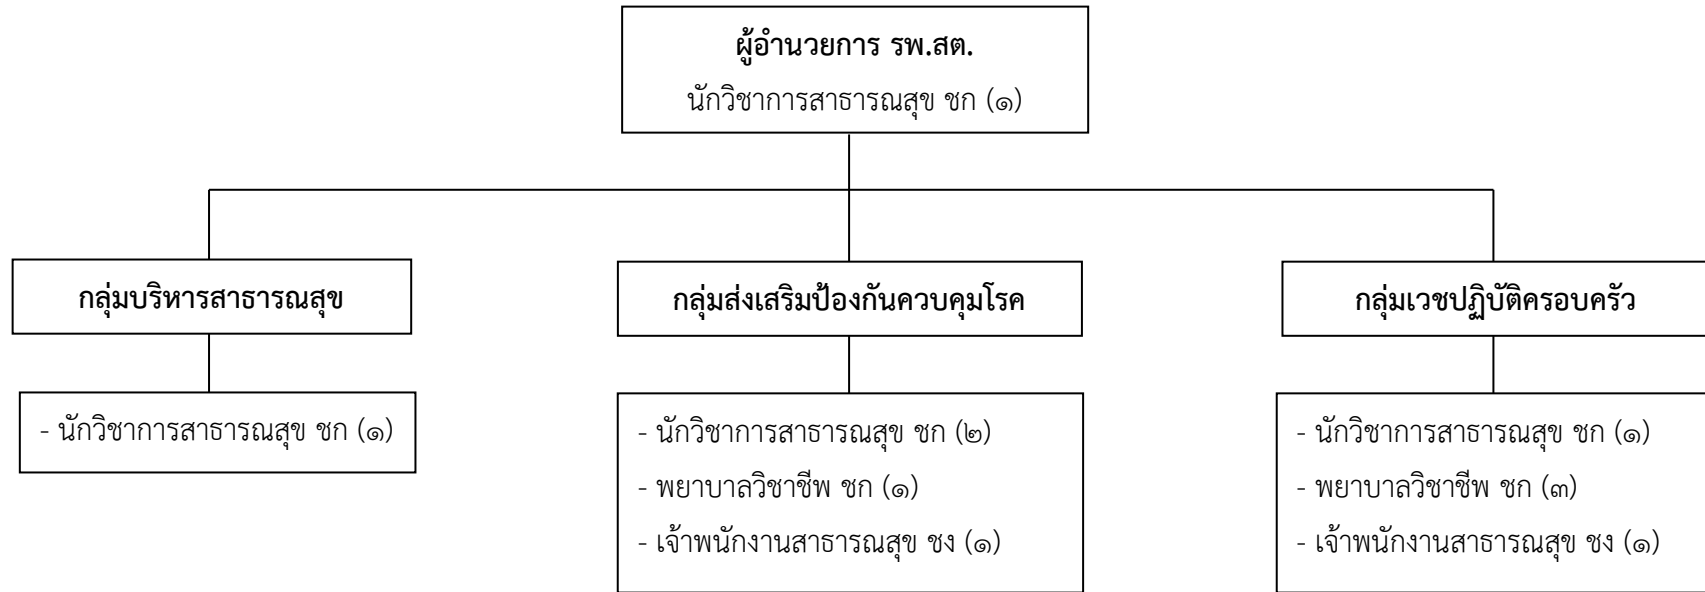 ผู้อำนวยการ รพ.สต.
นักวิชาการสาธารณสุข ชก (๑)
กลุ่มบริหารสาธารณสุข
- นักวิชาการสาธารณสุข ชก (๑)
กลุ่มส่งเสริมป้องกันควบคุมโรค
- นักวิชาการสาธารณสุข ชก (๒)
- พยาบาลวิชาชีพ ชก (๑)
- เจ้าพนักงานสาธารณสุข ชง (๑)
กลุ่มเวชปฏิบัติครอบครัว
- นักวิชาการสาธารณสุข ชก (๑)
- พยาบาลวิชาชีพ ชก (๓)
- เจ้าพนักงานสาธารณสุข ชง (๑)